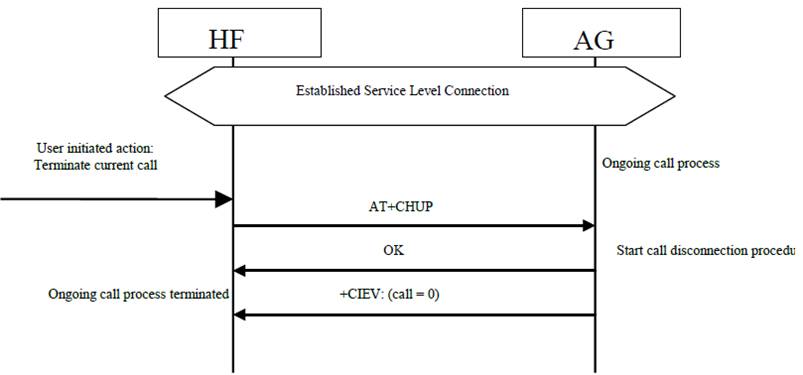 HF
AG
Established Service Level Connection
User initiated action:
Terminate current call
Ongoing call process
AT+CHUP
OK
Start call disconnection procedu
Ongoing call process terminated
+CIEV: (call = 0)